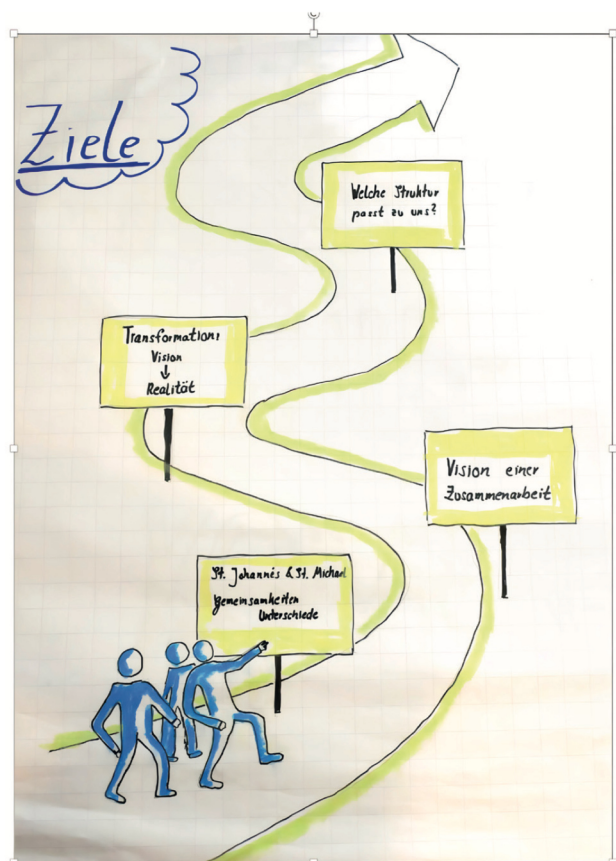 Ziele
Welche Struktur
passt zu uns?
Transformation:
Vision
↓
Realität
Vision einer
Zusammenarbeit
St. Johannes & St. Michael
gemeinsamkeiten
Unterschiede